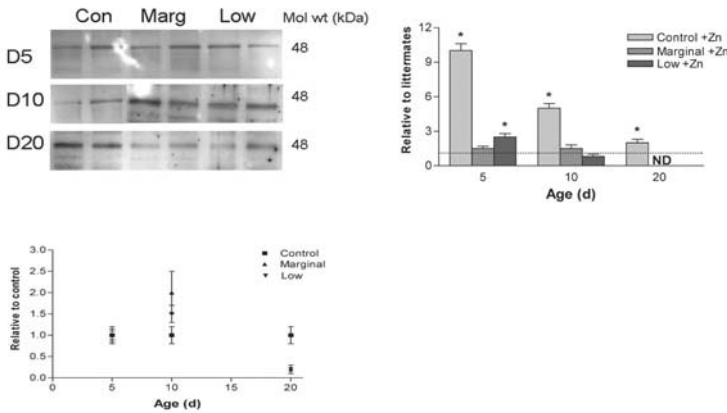 Con Marg Low Mol wt (kDa)
D5 48
D10 48
D20 48
Relative to littermates
12
9
6
3
0
Control +Zn
Marginal +Zn
Low +Zn
*
*
*
*
ND
5 10 20
Age (d)
Relative to control
3.0
2.5
2.0
1.5
1.0
0.5
0.0
Control
Marginal
Low
0 5 10 15 20
Age (d)